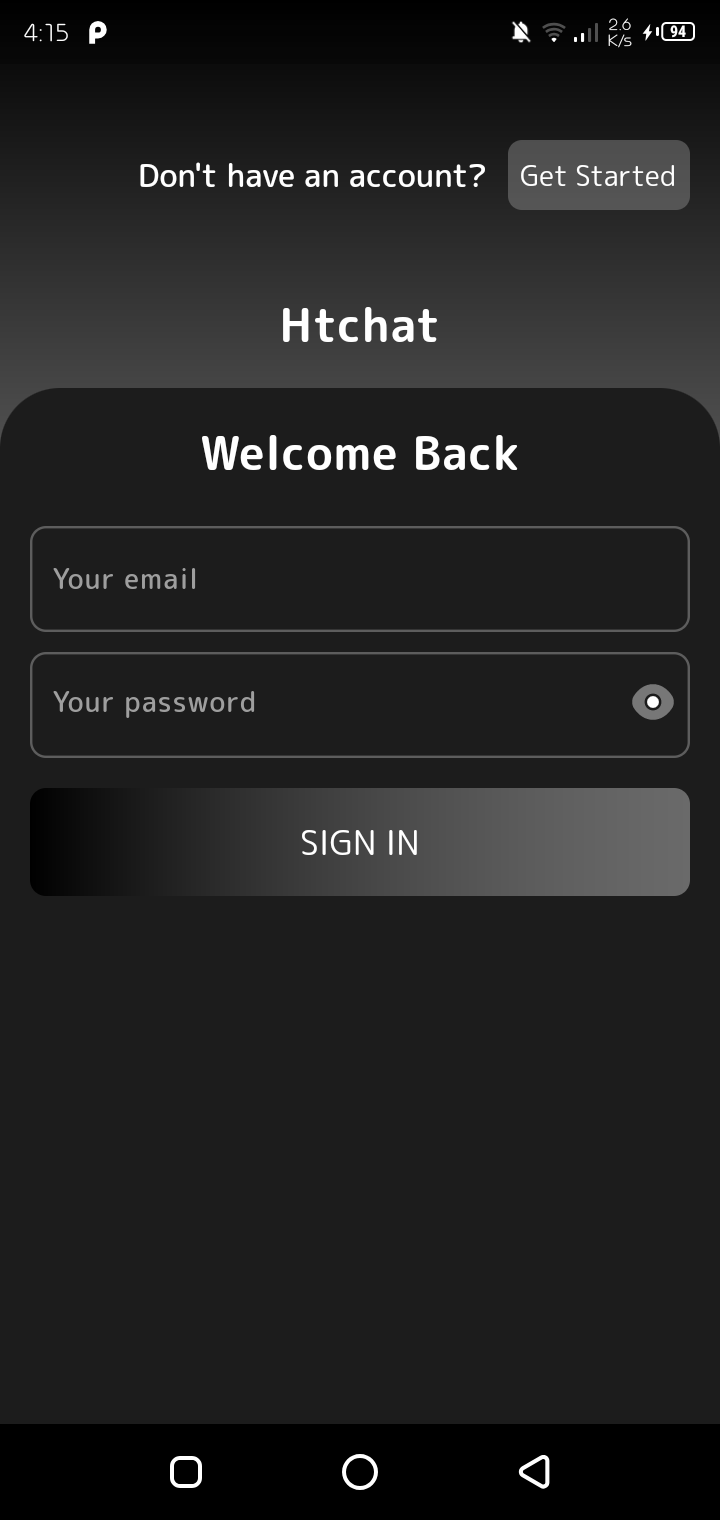 4:15
2.6
K/s
94
Don't have an account? Get Started
Htchat
Welcome Back
Your email
Your password
SIGN IN